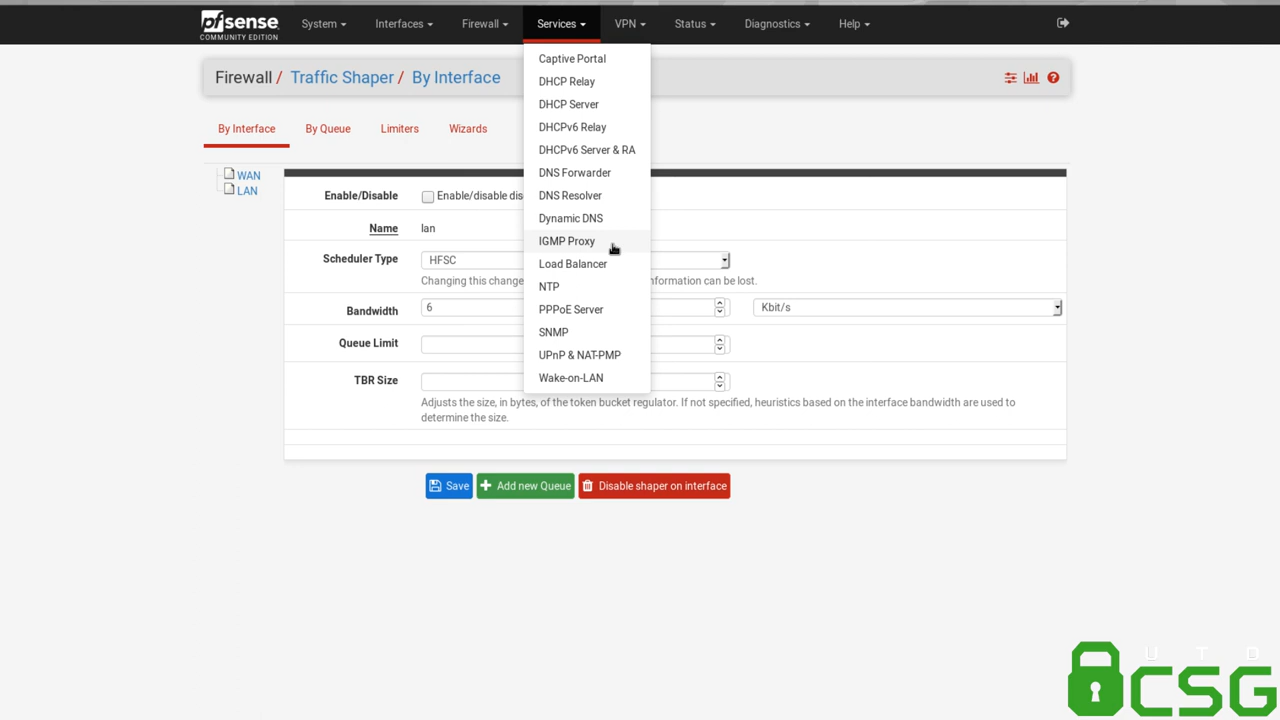 pfsense
COMMUNITY EDITION
System
Interfaces
Firewall
Services
VPN
Status
Diagnostics
Help
Firewall / Traffic Shaper / By Interface
Captive Portal
DHCP Relay
DHCP Server
DHCPv6 Relay
DHCPv6 Server & RA
DNS Forwarder
DNS Resolver
Dynamic DNS
IGMP Proxy
Load Balancer
NTP
PPPoE Server
SNMP
UPnP & NAT-PMP
Wake-on-LAN
By Interface
By Queue
Limiters
Wizards
WAN
LAN
Enable/Disable
Enable/disable
Name
lan
Scheduler Type
HFSC
Changing this change
can be lost.
Bandwidth
6
Kbit/s
Queue Limit
TBR Size
Adjusts the size, in bytes, of the token bucket regulator. If not specified, heuristics based on the interface bandwidth are used to
determine the size.
Save
Add new Queue
Disable shaper on interface
U T D
CSG